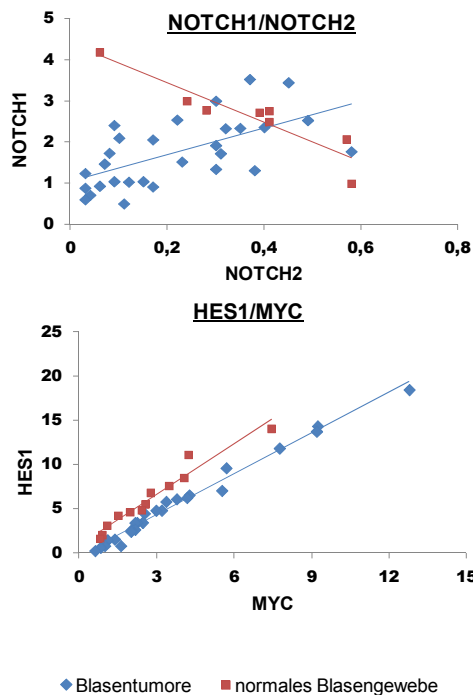 NOTCH1/NOTCH2
5
4
3
2
1
0
NOTCH1
0 0,2 0,4 0,6 0,8
NOTCH2
HES1/MYC
25
20
15
10
5
0
HES1
0 3 6 9 12 15
MYC
Blasentumore normales Blasengewebe